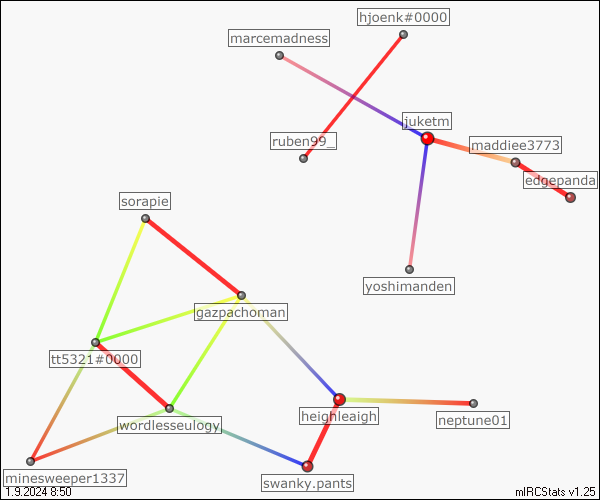 hjoenk#0000
marcemadness
juketm
ruben99_
maddiee3773
edgepanda
sorapie
yoshimanden
gazpachoman
tt5321#0000
heighleaigh
neptune01
wordlesseulogy
minesweeper1337
swanky.pants
1.9.2024 8:50
mIRCStats v1.25